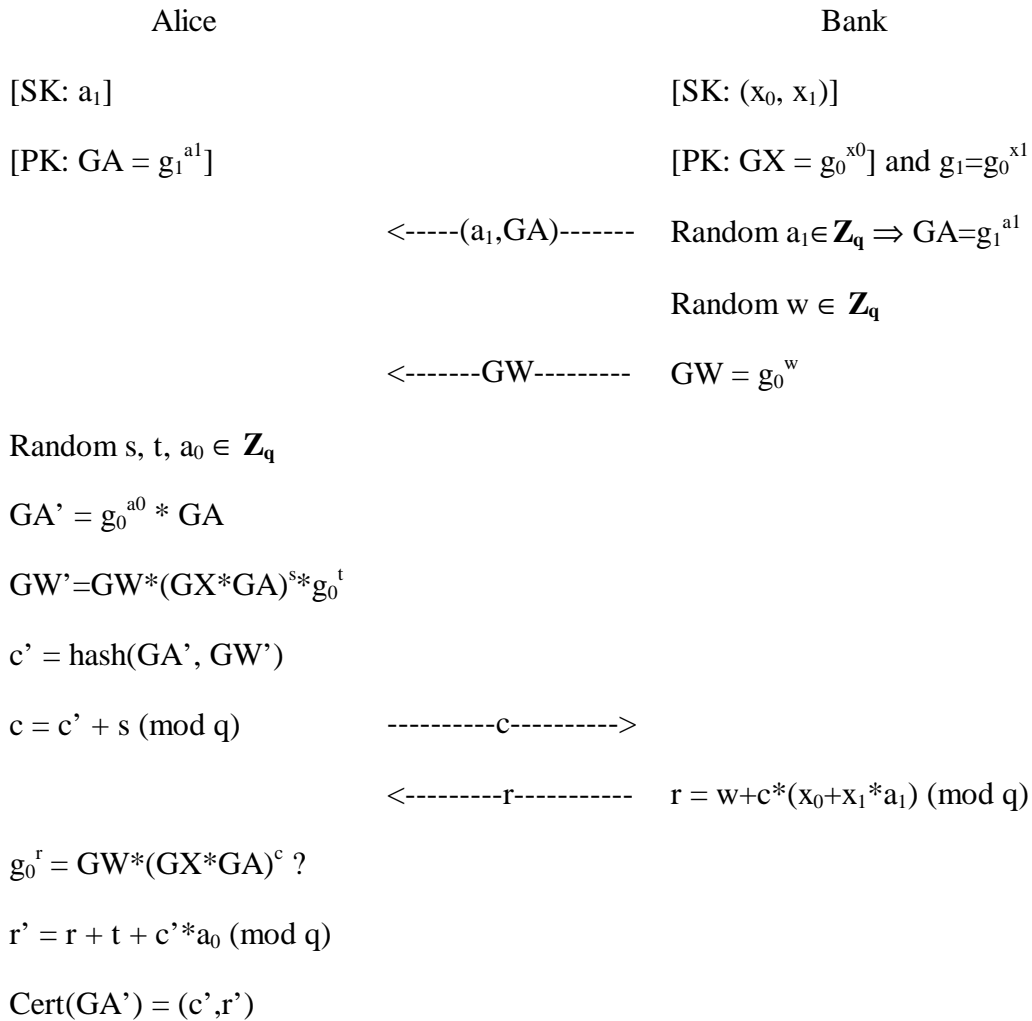 Alice Bank
[SK: a₁] [SK: (x₀, x₁)]
[PK: GA = g₁^a1] [PK: GX = g₀^x0] and g₁=g₀^x1
<-----(a₁,GA)------- Random a₁∈Z_q ⇒ GA=g₁^a1
Random w ∈ Z_q
<-------GW--------- GW = g₀^w
Random s, t, a₀ ∈ Z_q
GA’ = g₀^a0 * GA
GW’=GW*(GX*GA)^s*g₀^t
c’ = hash(GA’, GW’)
c = c’ + s (mod q) ----------c---------->
<---------r----------- r = w+c*(x₀+x₁*a₁) (mod q)
g₀^r = GW*(GX*GA)^c ?
r’ = r + t + c’*a₀ (mod q)
Cert(GA’) = (c’,r’)